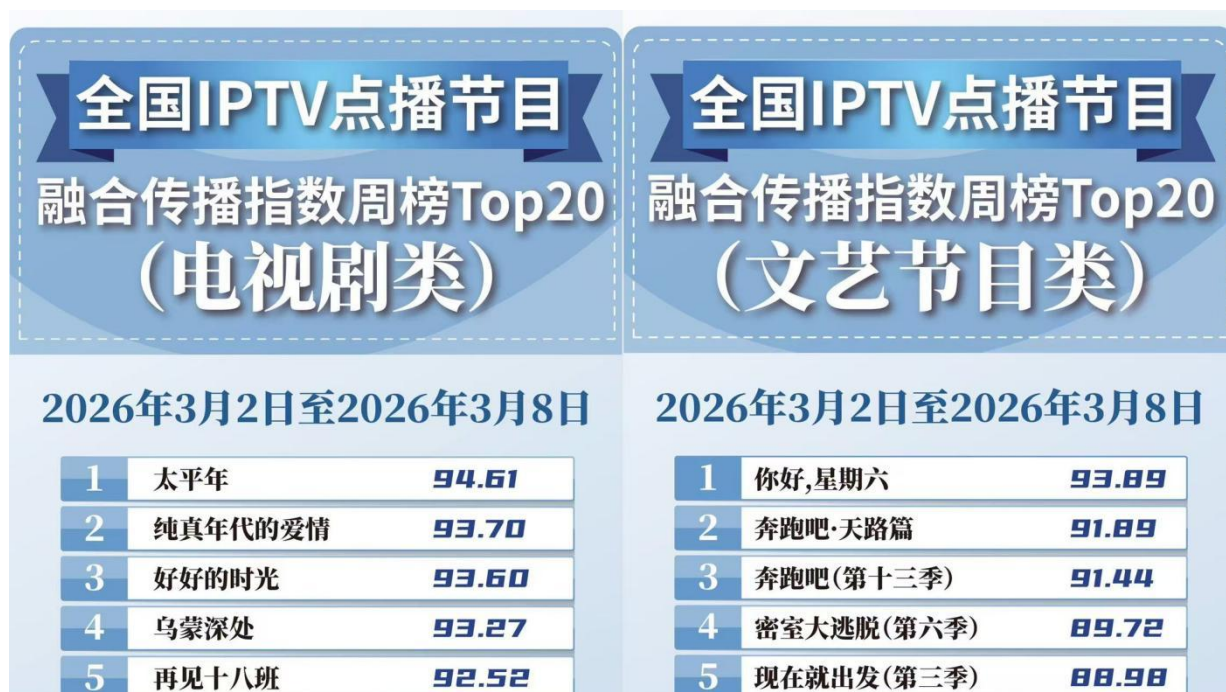 全国IPTV点播节目
融合传播指数周榜Top20
(电视剧类)
2026年3月2日至2026年3月8日
1 太平年 94.61
2 纯真年代的爱情 93.70
3 好好的时光 93.60
4 乌蒙深处 93.27
5 再见十八班 92.52
全国IPTV点播节目
融合传播指数周榜Top20
(文艺节目类)
2026年3月2日至2026年3月8日
1 你好,星期六 93.89
2 奔跑吧·天路篇 91.89
3 奔跑吧(第十三季) 91.44
4 密室大逃脱(第六季) 89.72
5 现在就出发(第三季) 88.98